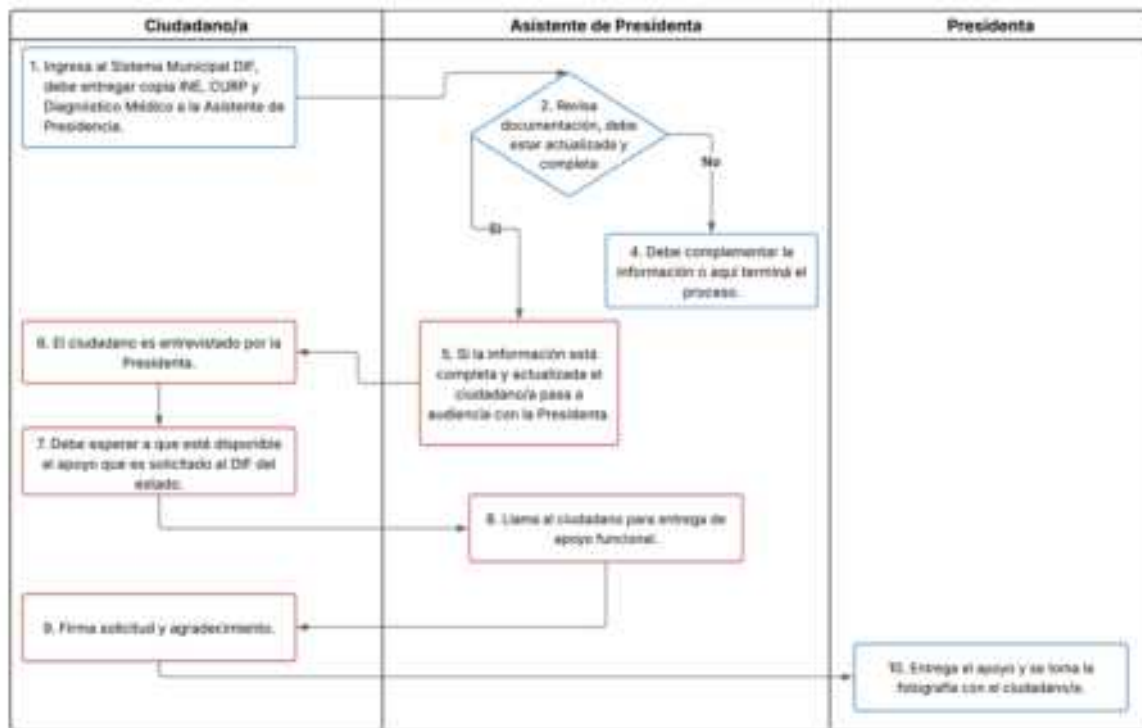 Ciudadano/a
Asistente de Presidenta
Presidenta
1. Ingresa al Sistema Municipal DIF,
debe entregar copia INE, CURP y
Diagnóstico Médico a la Asistente de
Presidencia.
2. Revisa
documentación, debe
estar actualizado y
completa
No
Si
4. Debe complementar la
información o aquí terminá el
proceso.
5. Si la información está
completa y actualizada el
ciudadano/a pasa a
audiencia con la Presidenta
6. El ciudadano es entrevistado por la
Presidenta.
7. Debe esperar a que esté disponible
el apoyo que es solicitado al DIF del
estado.
8. Llama al ciudadano para entrega de
apoyo funcional.
9. Firma solicitud y agradecimiento.
10. Entrega el apoyo y se toma la
fotografía con el ciudadano/a.